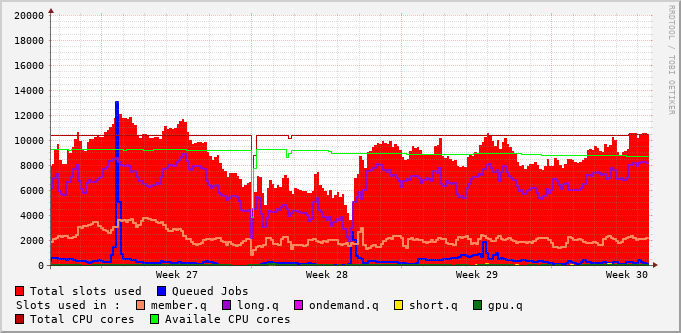 RRDTOOL / TOBI OETIKER
20000
18000
16000
14000
12000
10000
8000
6000
4000
2000
0
Week 27 Week 28 Week 29 Week 30
Total slots used Queued Jobs
Slots used in : member.q long.q ondemand.q short.q gpu.q
Total CPU cores Availale CPU cores